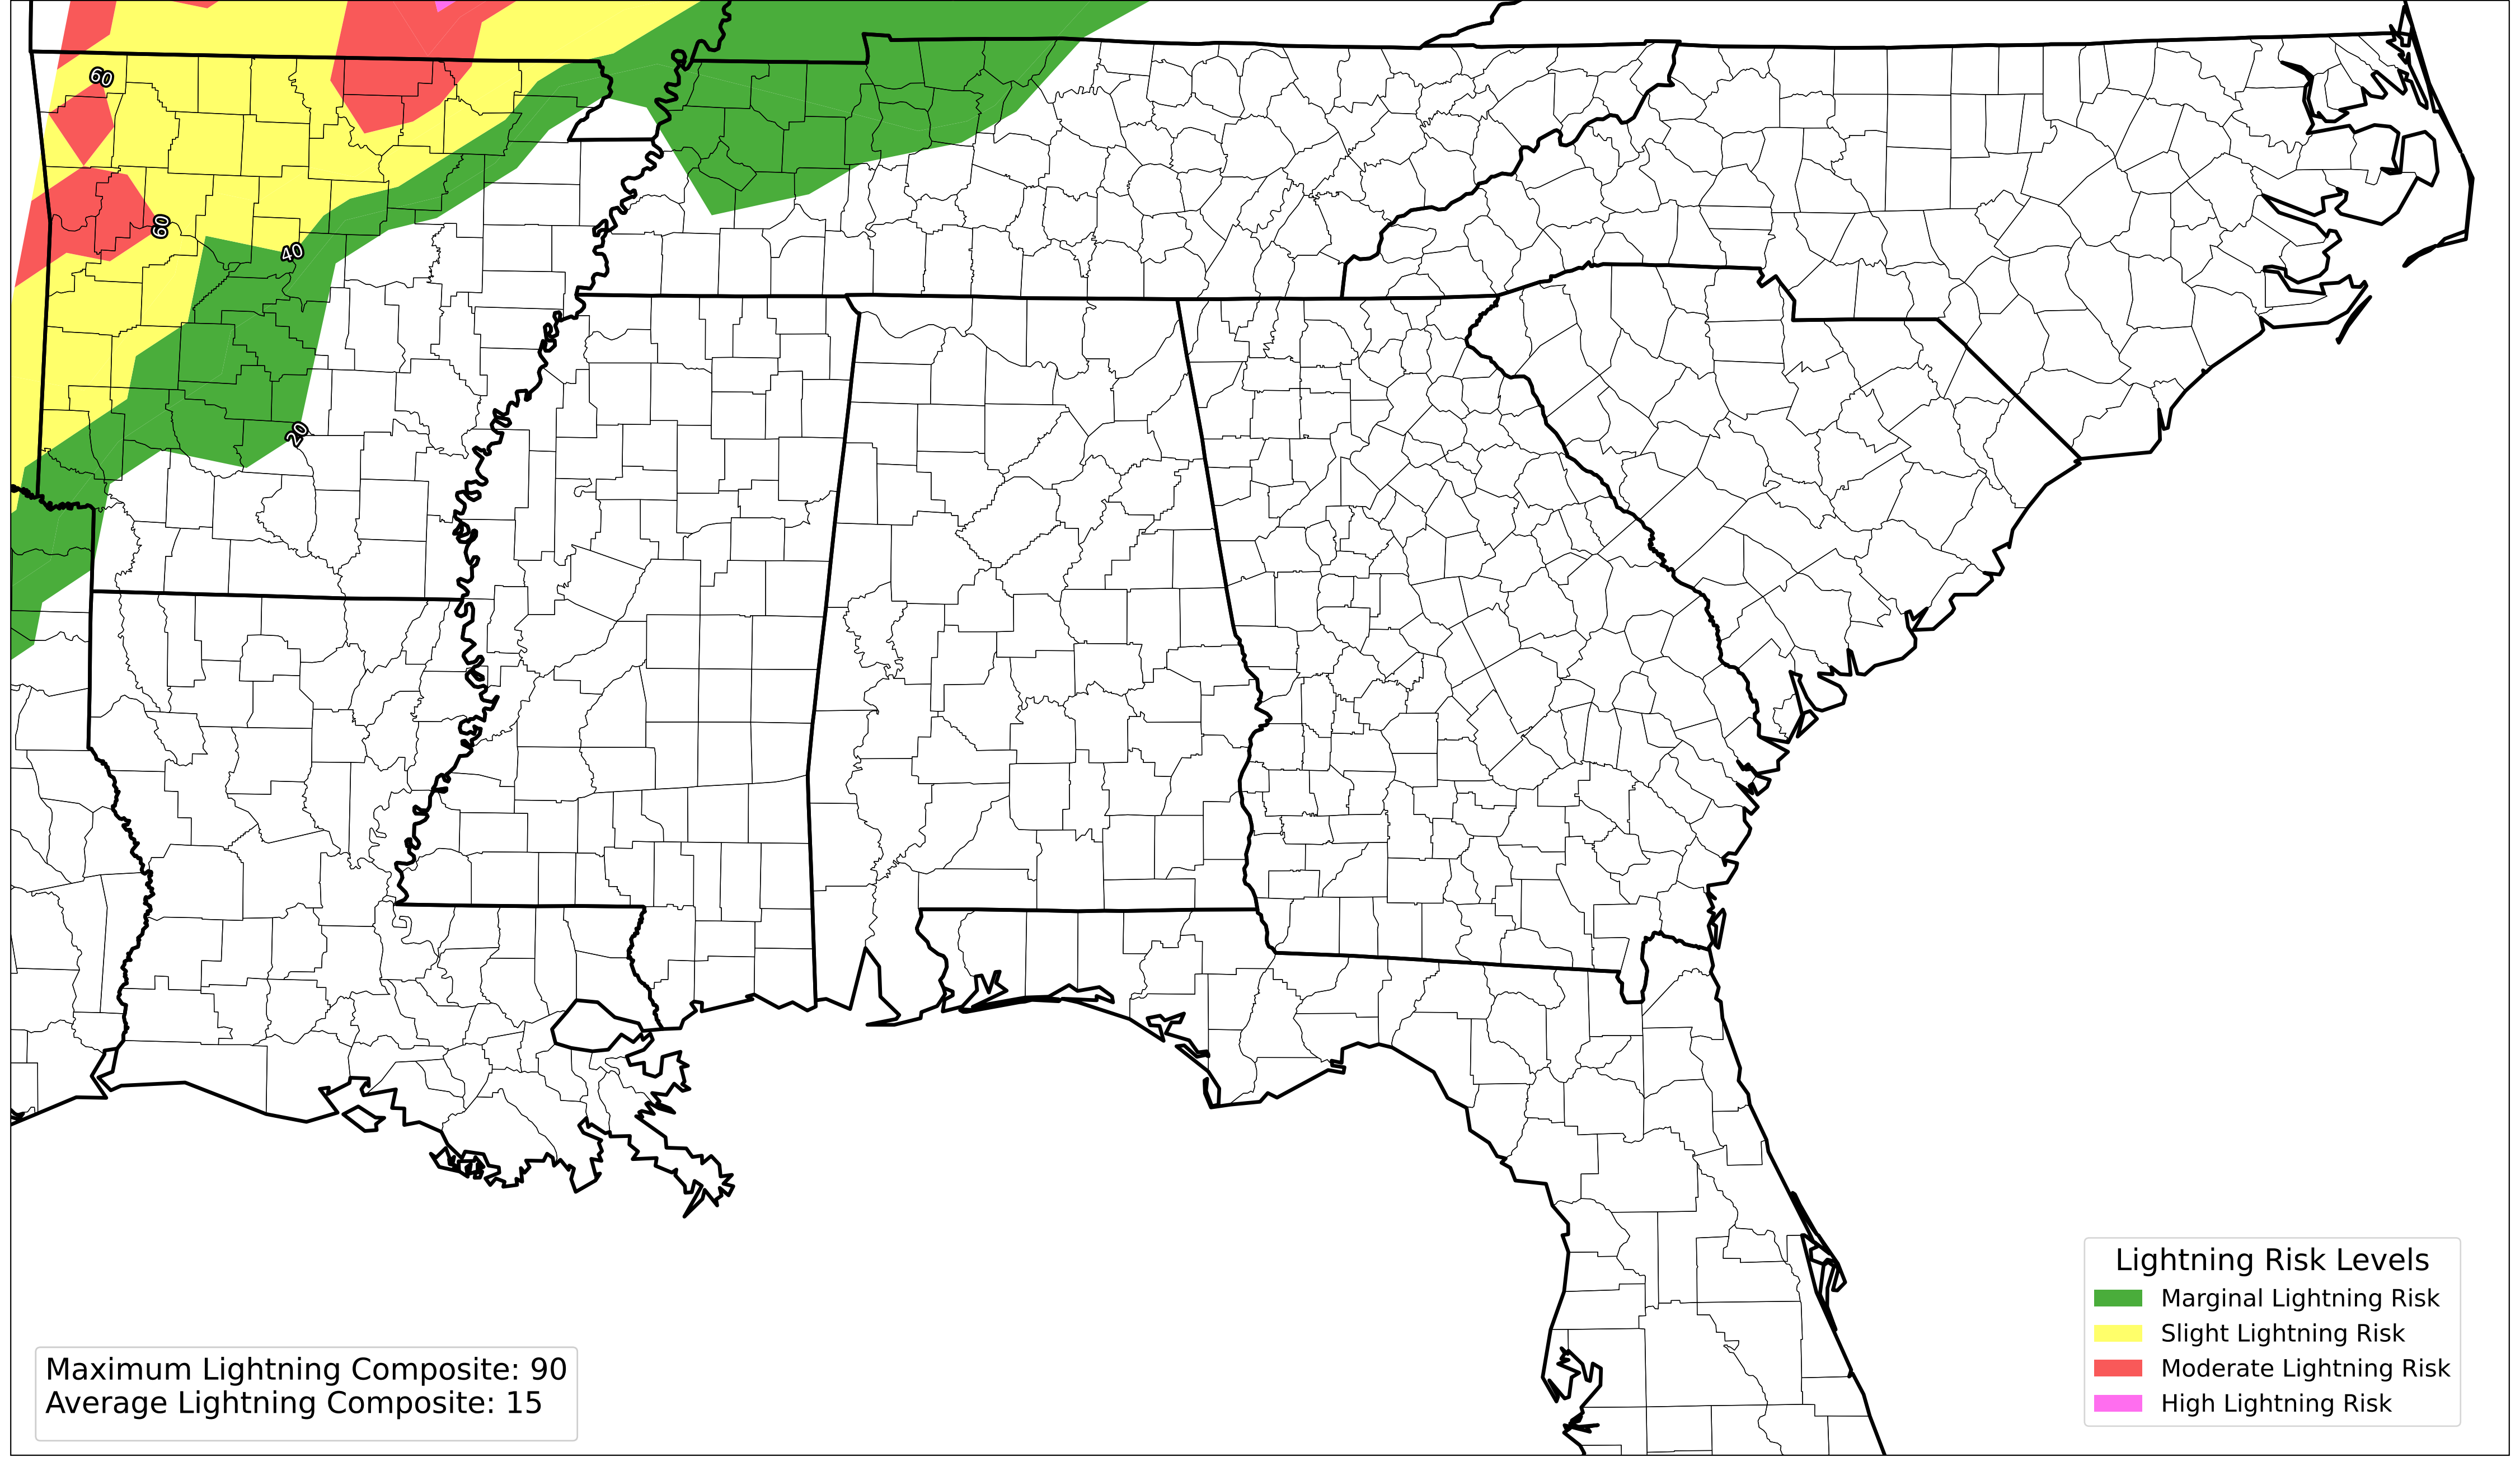 60
60
40
20
Lightning Risk Levels
Marginal Lightning Risk
Slight Lightning Risk
Moderate Lightning Risk
High Lightning Risk
Maximum Lightning Composite: 90
Average Lightning Composite: 15